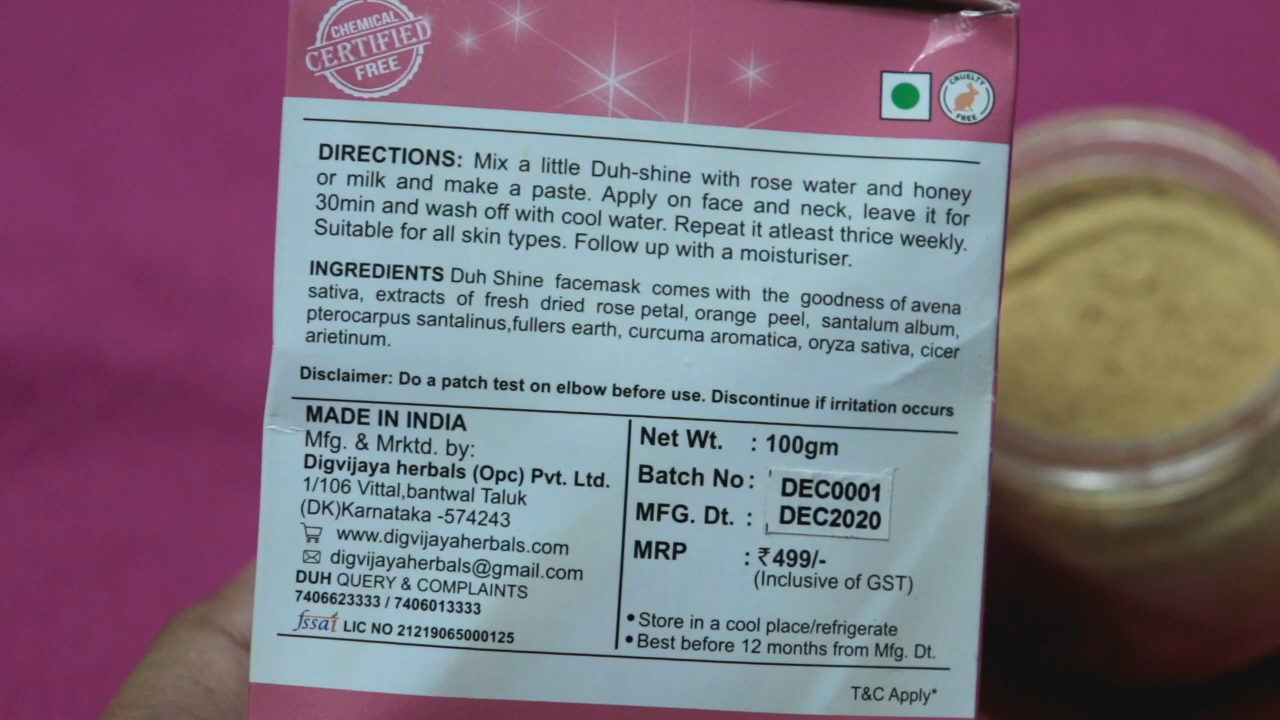 CHEMICAL
CERTIFIED
FREE
CRUELTY
FREE
DIRECTIONS: Mix a little Duh-shine with rose water and honey
or milk and make a paste. Apply on face and neck, leave it for
30min and wash off with cool water. Repeat it atleast thrice weekly.
Suitable for all skin types. Follow up with a moisturiser.
INGREDIENTS Duh Shine facemask comes with the goodness of avena
sativa, extracts of fresh dried rose petal, orange peel, santalum album,
pterocarpus santalinus,fullers earth, curcuma aromatica, oryza sativa, cicer
arietinum.
Disclaimer: Do a patch test on elbow before use. Discontinue if irritation occurs
MADE IN INDIA
Mfg. & Mrktd. by:
Digvijaya herbals (Opc) Pvt. Ltd.
1/106 Vittal,bantwal Taluk
(DK)Karnataka -574243
www.digvijayaherbals.com
digvijayaherbals@gmail.com
DUH QUERY & COMPLAINTS
7406623333 / 7406013333
fssai LIC NO 21219065000125
Net Wt. : 100gm
Batch No : DEC0001
MFG. Dt. : DEC2020
MRP : ₹499/-
(Inclusive of GST)
• Store in a cool place/refrigerate
• Best before 12 months from Mfg. Dt.
T&C Apply*